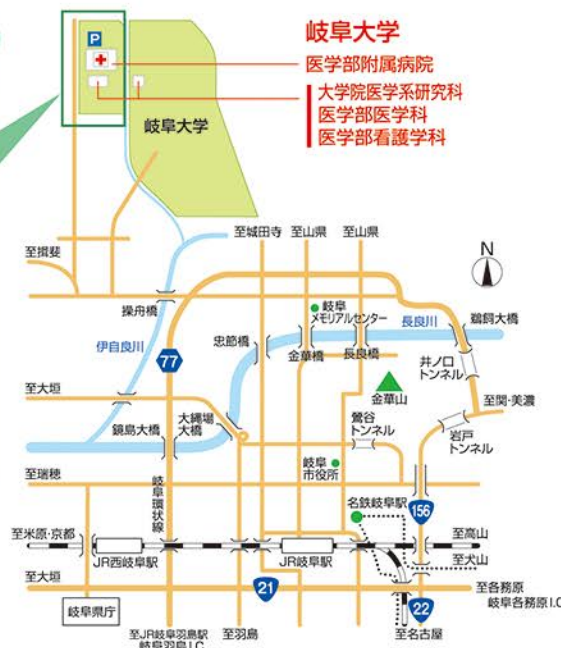 岐阜大学
医学部附属病院
大学院医学系研究科
医学部医科
医学部看護学科
P
岐阜大学
至城田寺
至山県
至山県
至揖斐
N
操舟橋
岐阜
メモリアルセンター
長良川
鵜飼大橋
伊自良川
忠節橋
金華橋
長良橋
井ノ口
トンネル
77
至大垣
金華山
至関・美濃
鏡島大橋
大縄場
大橋
鶯谷
トンネル
岩戸
トンネル
至瑞穂
岐阜環状線
岐阜
市役所
名鉄岐阜駅
156
至米原・京都
至高山
JR西岐阜駅
JR岐阜駅
至犬山
至大垣
21
至各務原
岐阜各務原I.C
岐阜県庁
22
至JR岐阜羽島駅
岐阜羽島I.C
至羽島
至名古屋